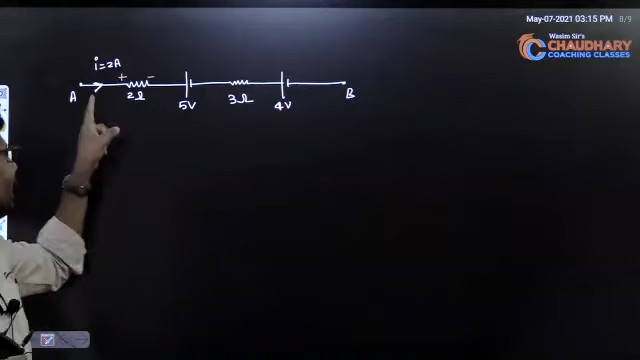 May-07-2021 03:15 PM 8/9
Wasim Sir's
CHAUDHARY
COACHING CLASSES
i=2A
+ -
A 2Ω 5V 3Ω 4V B